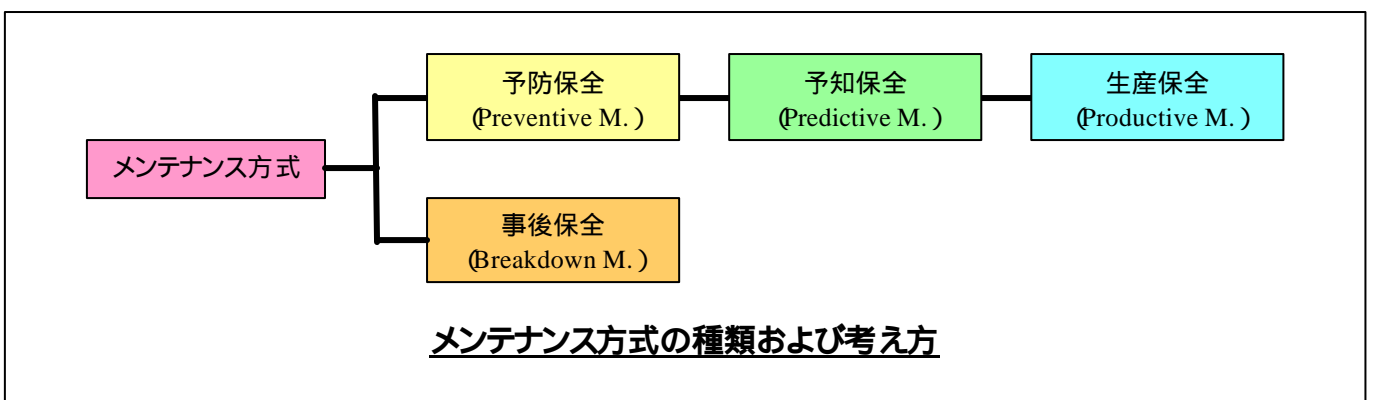 予防保全
(Preventive M. )
予知保全
(Predictive M. )
生産保全
(Productive M. )
メンテナンス方式
事後保全
(Breakdown M. )
メンテナンス方式の種類および考え方